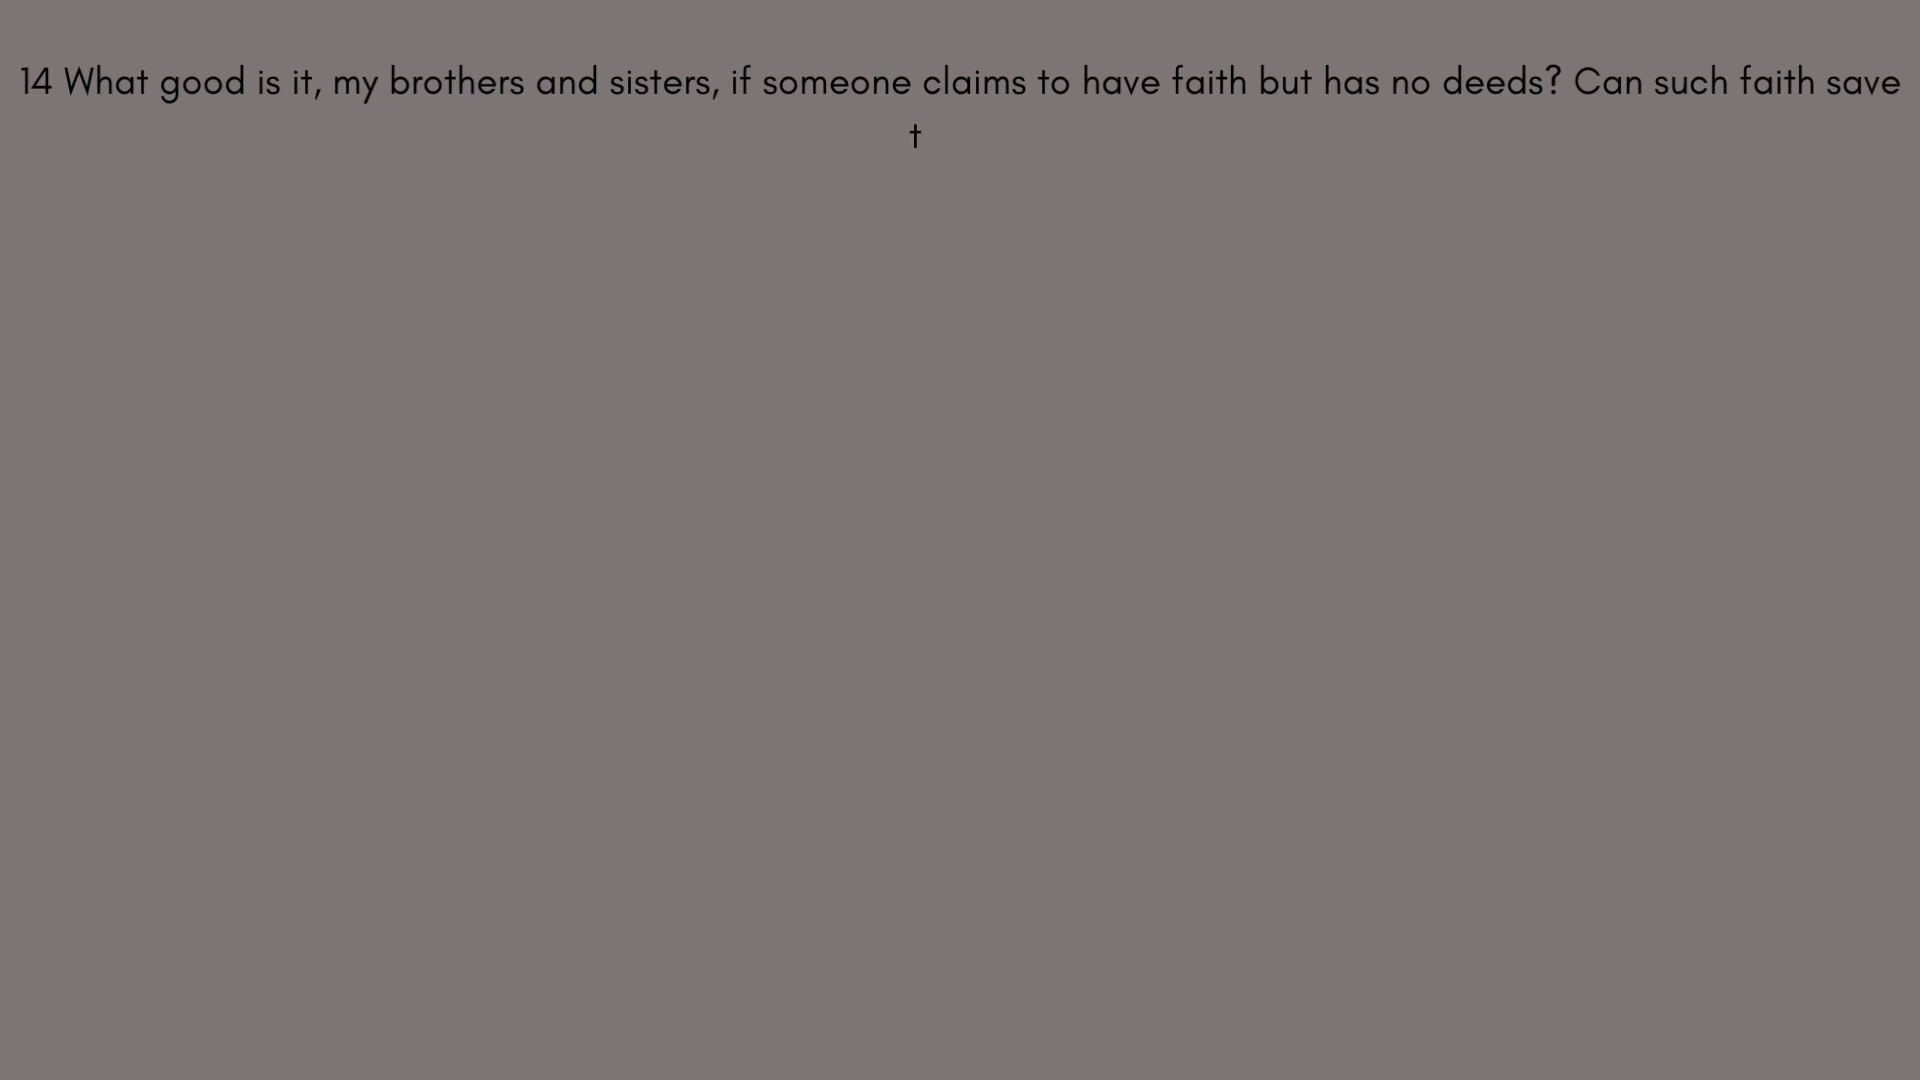 14 What good is it, my brothers and sisters, if someone claims to have faith but has no deeds? Can such faith save
t